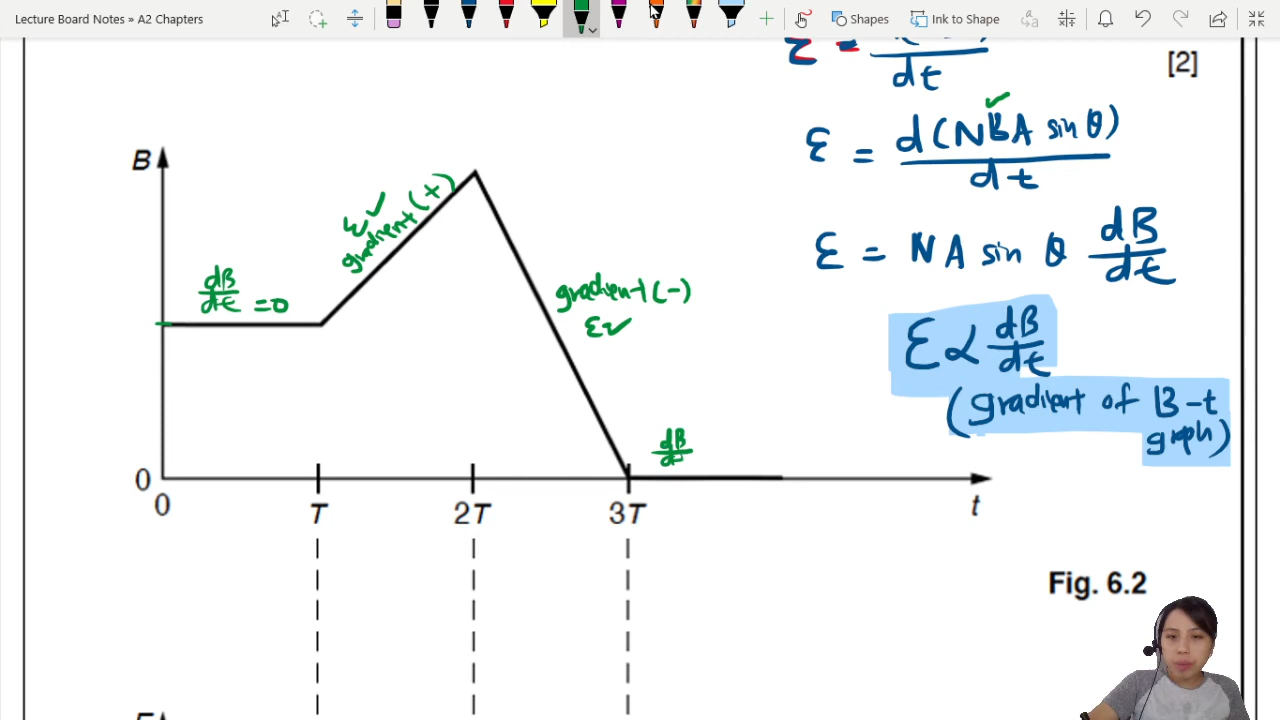 Lecture Board Notes » A2 Chapters
Shapes
Ink to Shape
dt
[2]
ε = d(NBA sin θ)
dt
B
ε = NA sin θ dB
dt
ε ✓
gradient (+)
dB
dt = 0
gradient (-)
ε ✓
ε ∝ dB
dt
(gradient of B-t
graph)
dB
dt
0
0
T
2T
3T
t
Fig. 6.2